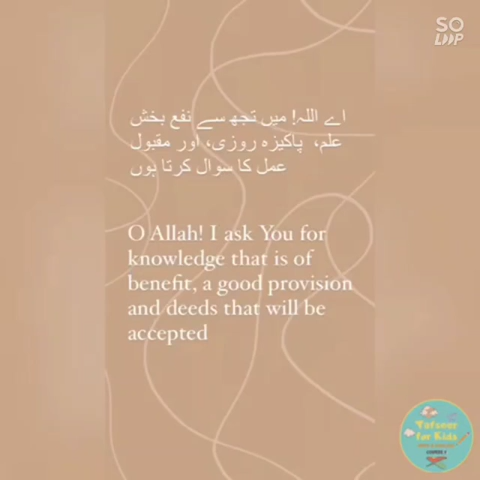 SO
LOOP
اے اللہ! میں تجھ سے نفع بخش
علم، پاکیزہ روزی، اور مقبول
عمل کا سوال کرتا ہوں
O Allah! I ask You for
knowledge that is of
benefit, a good provision
and deeds that will be
accepted
Tafseer
for Kids